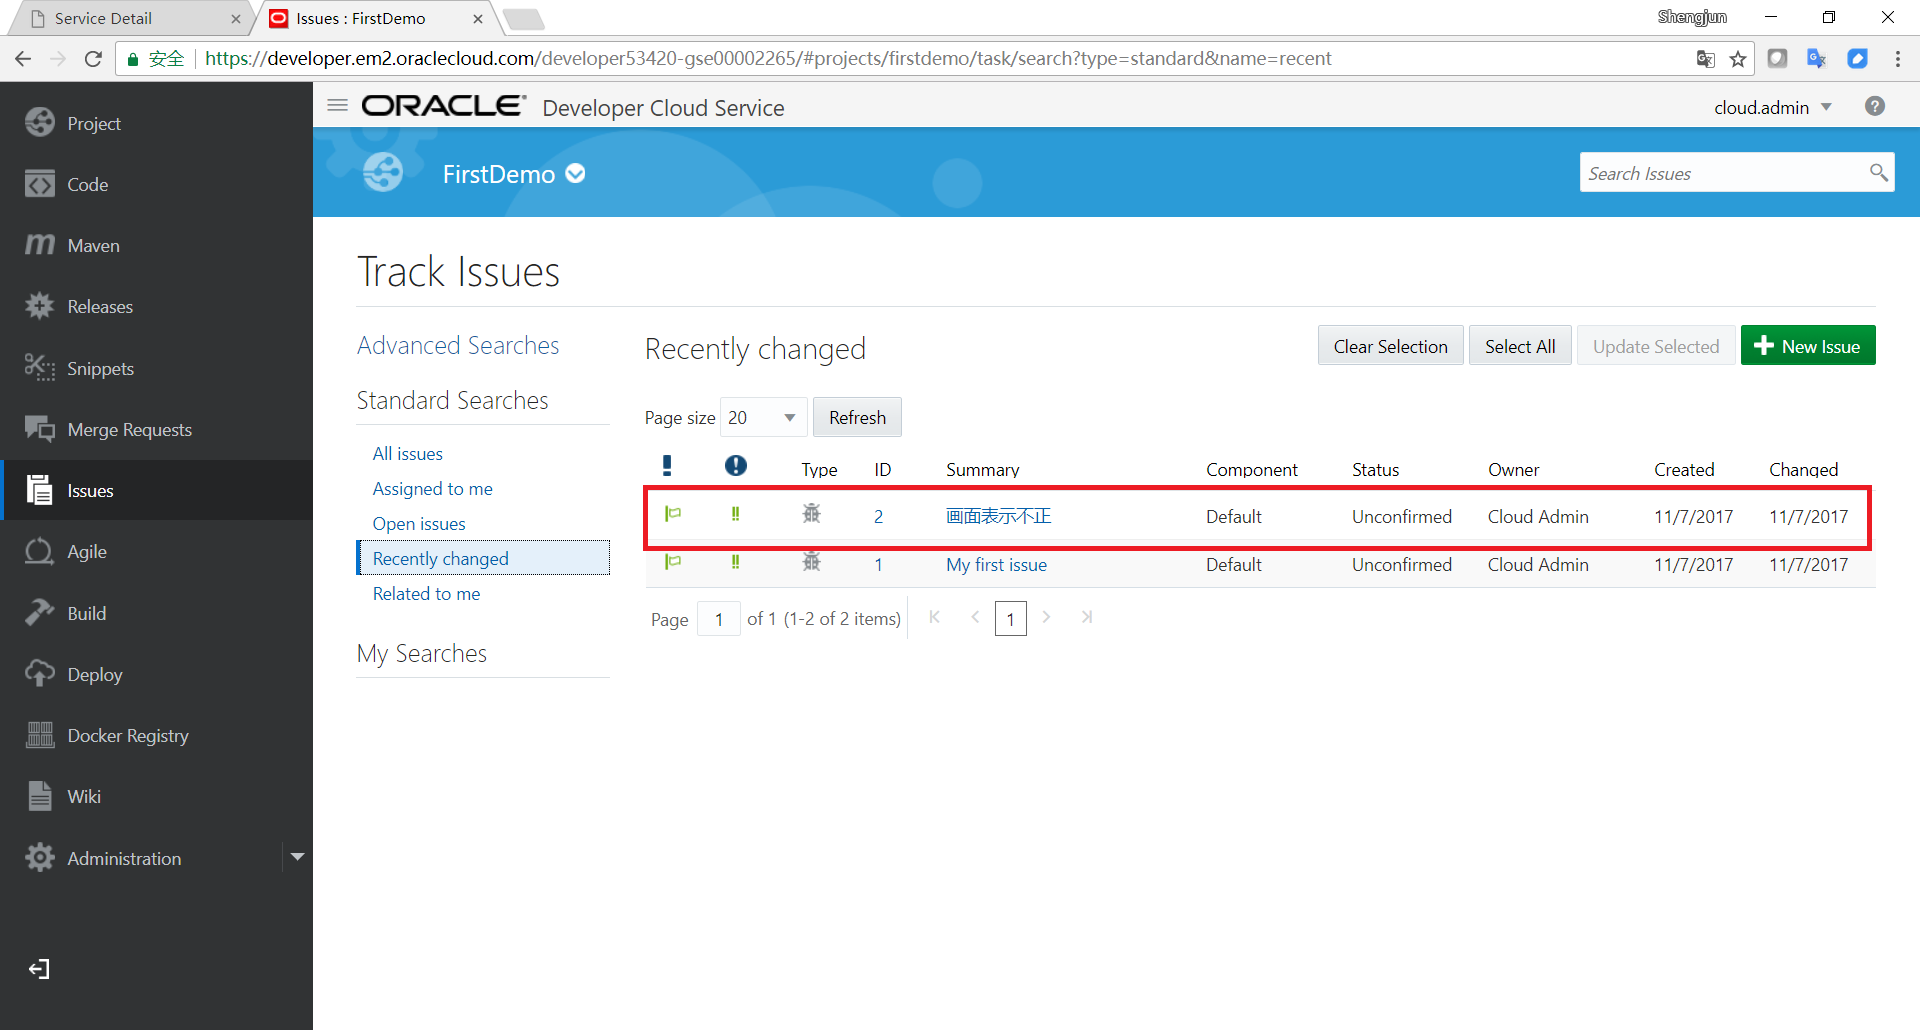 Service Detail
Issues : FirstDemo
Shengjun
安全
https://developer.em2.oraclecloud.com/developer53420-gse00002265/#projects/firstdemo/task/search?type=standard&name=recent
ORACLE Developer Cloud Service
cloud.admin
FirstDemo
Search Issues
Project
Code
Maven
Releases
Snippets
Merge Requests
Issues
Agile
Build
Deploy
Docker Registry
Wiki
Administration
Track Issues
Advanced Searches
Standard Searches
All issues
Assigned to me
Open issues
Recently changed
Related to me
My Searches
Recently changed
Clear Selection
Select All
Update Selected
New Issue
Page size 20
Refresh
Type ID Summary Component Status Owner Created Changed
2 画面表示不正 Default Unconfirmed Cloud Admin 11/7/2017 11/7/2017
1 My first issue Default Unconfirmed Cloud Admin 11/7/2017 11/7/2017
Page 1 of 1 (1-2 of 2 items) 1